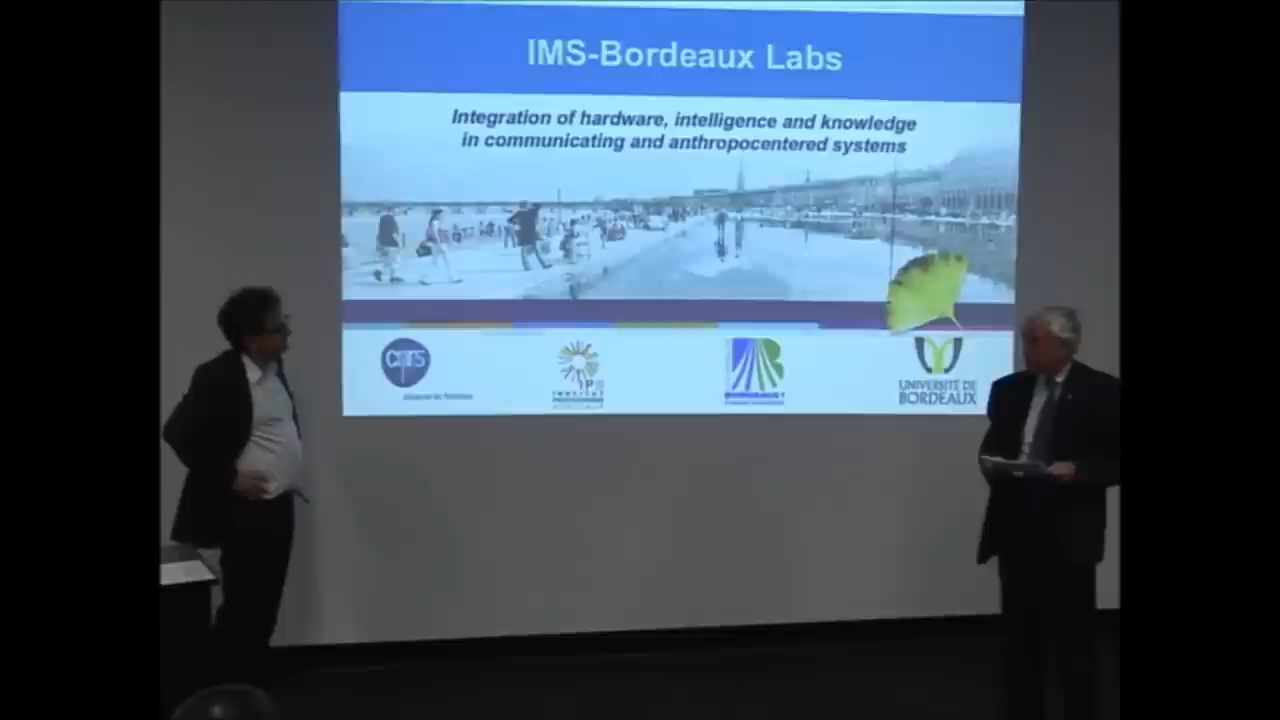 IMS-Bordeaux Labs
Integration of hardware, intelligence and knowledge
in communicating and anthropocentered systems
UNIVERSITÉ DE
BORDEAUX